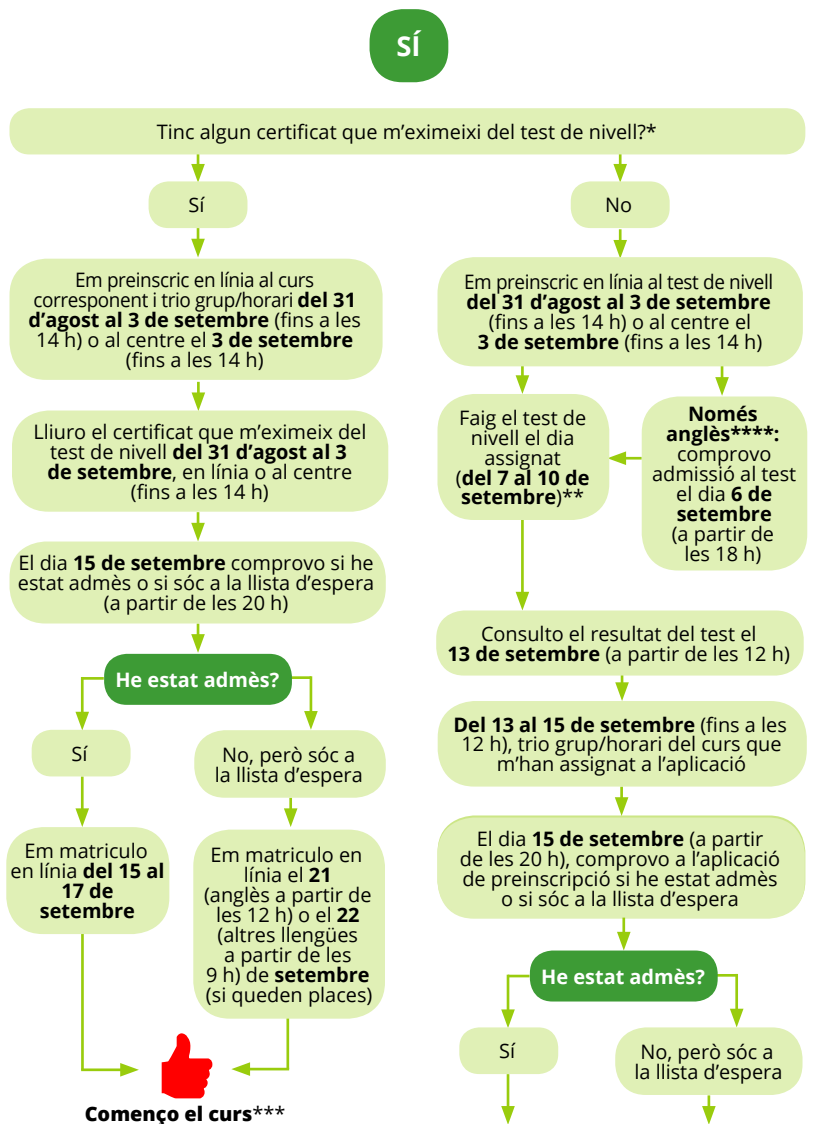 SÍ
Tinc algun certificat que m'eximeixi del test de nivell?*
Sí
Em preinscric en línia al curs
corresponent i trio grup/horari del 31
d'agost al 3 de setembre (fins a les
14 h) o al centre el 3 de setembre
(fins a les 14 h)
Lliuro el certificat que m'eximeix del
test de nivell del 31 d'agost al 3
de setembre, en línia o al centre
(fins a les 14 h)
El dia 15 de setembre comprovo si he
estat admès o si sóc a la llista d'espera
(a partir de les 20 h)
He estat admès?
Sí
Em matriculo
en línia del 15 al
17 de
setembre
No, però sóc a
la llista d'espera
Em matriculo en
línia el 21
(anglès a partir de
les 12 h) o el 22
(altres llengües
a partir de les
9 h) de setembre
(si queden places)
Començo el curs***
No
Em preinscric en línia al test de nivell
del 31 d'agost al 3 de setembre
(fins a les 14 h) o al centre el
3 de setembre (fins a les 14 h)
Faig el test de
nivell el dia
assignat
(del 7 al 10 de
setembre)**
Només
anglès****:
comprovo
admissió al test
el dia 6 de
setembre
(a partir de
les 18 h)
Consulto el resultat del test el
13 de setembre (a partir de les 12 h)
Del 13 al 15 de setembre (fins a les
12 h), trio grup/horari del curs que
m'han assignat a l'aplicació
El dia 15 de setembre (a partir
de les 20 h), comprovo a l'aplicació
de preinscripció si he estat admès
o si sóc a la llista d'espera
He estat admès?
Sí
No, però sóc a
la llista d'espera